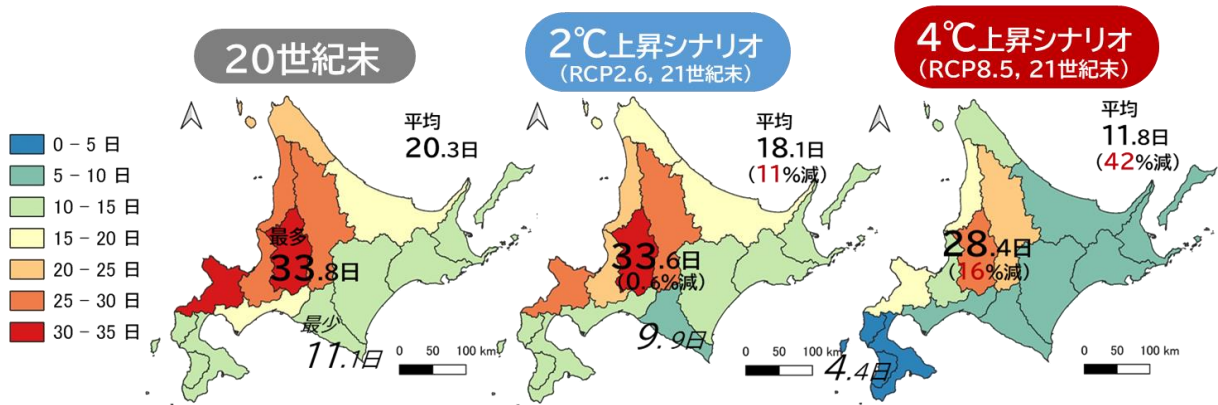 20世紀末
2℃上昇シナリオ
(RCP2.6, 21世紀末)
4℃上昇シナリオ
(RCP8.5, 21世紀末)
0 − 5 日
5 − 10 日
10 − 15 日
15 − 20 日
20 − 25 日
25 − 30 日
30 − 35 日
平均
20.3日
最多
33.8日
最少
11.1日
0 50 100 km
平均
18.1日
(11%減)
33.6日
(0.6%減)
9.9日
0 50 100 km
平均
11.8日
(42%減)
28.4日
(16%減)
4.4日
0 50 100 km